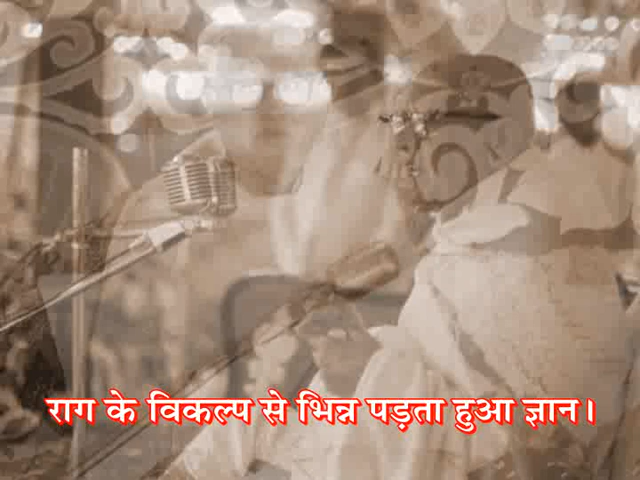 राग के विकल्प से भिन्न पड़ता हुआ ज्ञान।